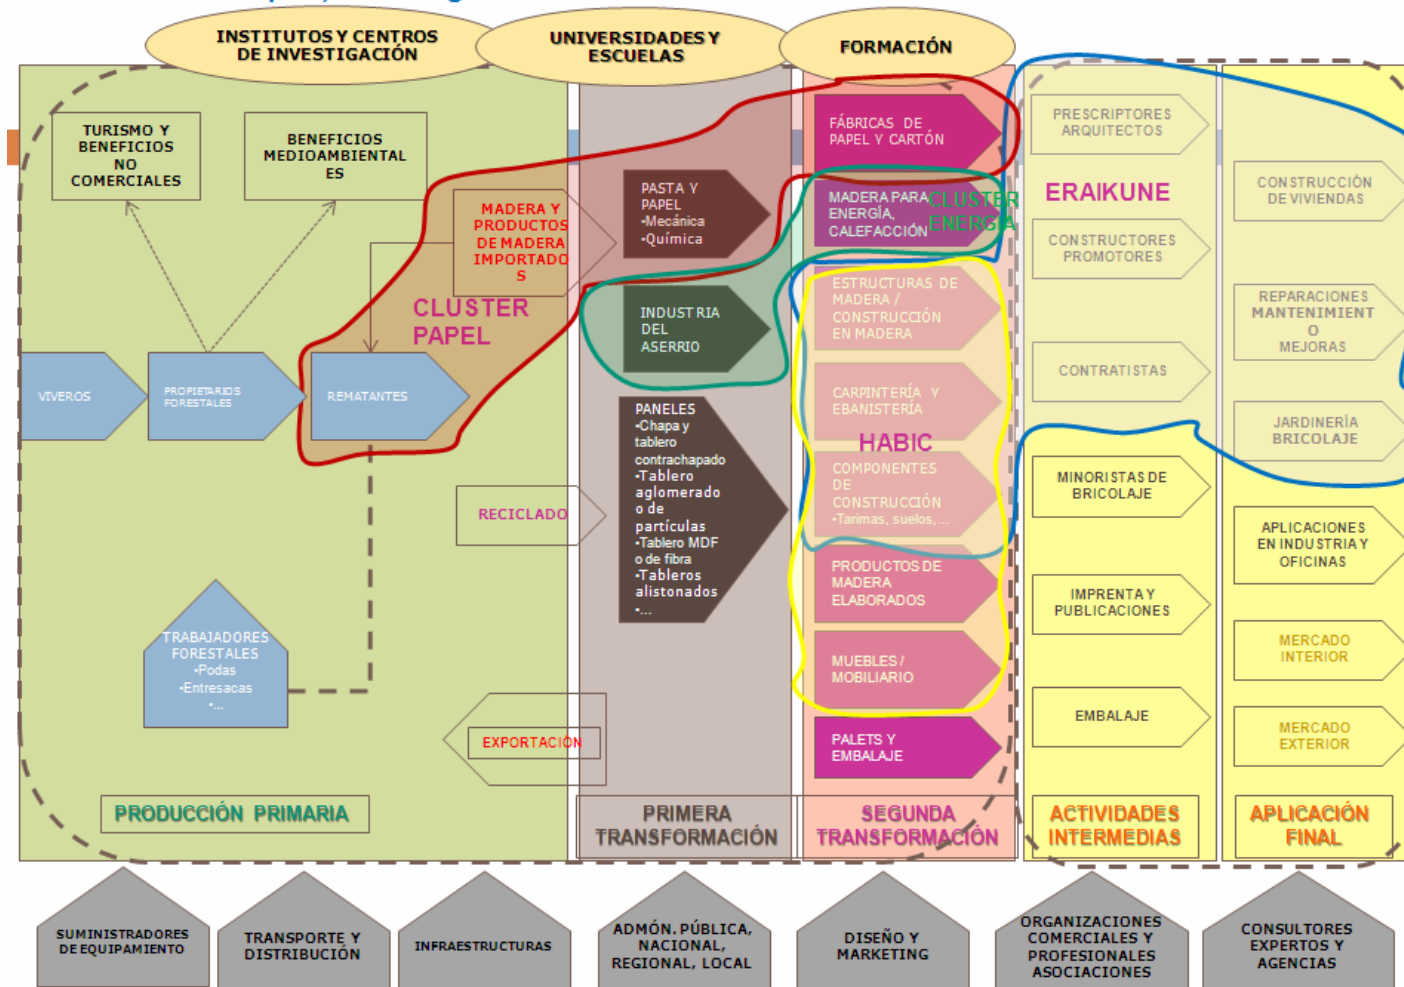 INSTITUTOS Y CENTROS
DE INVESTIGACIÓN
UNIVERSIDADES Y
ESCUELAS
FORMACIÓN
TURISMO Y
BENEFICIOS
NO
COMERCIALES
BENEFICIOS
MEDIOAMBIENTAL
ES
MADERA Y
PRODUCTOS
DE MADERA
IMPORTADO
S
CLUSTER
PAPEL
VIVEROS
PROPIETARIOS
FORESTALES
REMATANTES
RECICLADO
TRABAJADORES
FORESTALES
•Podas
•Entresacas
•...
EXPORTACIÓN
PRODUCCIÓN PRIMARIA
PASTA Y
PAPEL
•Mecánica
•Química
INDUSTRIA
DEL
ASERRIO
PANELES
•Chapa y
tablero
contrachapado
•Tablero
aglomerado
o de
partículas
•Tablero MDF
o de fibra
•Tableros
alistonados
•...
PRIMERA
TRANSFORMACIÓN
FÁBRICAS DE
PAPEL Y CARTÓN
MADERA PARA
ENERGÍA,
CALEFACCIÓN
CLUSTER
ENERGÍA
ESTRUCTURAS DE
MADERA /
CONSTRUCCIÓN
EN MADERA
CARPINTERÍA Y
EBANISTERÍA
HABIC
COMPONENTES
DE
CONSTRUCCIÓN
•Tarimas, suelos,...
PRODUCTOS DE
MADERA
ELABORADOS
MUEBLES /
MOBILIARIO
PALETS Y
EMBALAJE
SEGUNDA
TRANSFORMACIÓN
PRESCRIPTORES
ARQUITECTOS
ERAIKUNE
CONSTRUCTORES
PROMOTORES
CONTRATISTAS
MINORISTAS DE
BRICOLAJE
IMPRENTA Y
PUBLICACIONES
EMBALAJE
ACTIVIDADES
INTERMEDIAS
CONSTRUCCIÓN
DE VIVIENDAS
REPARACIONES
MANTENIMIENT
O
MEJORAS
JARDINERÍA
BRICOLAJE
APLICACIONES
EN INDUSTRIA Y
OFICINAS
MERCADO
INTERIOR
MERCADO
EXTERIOR
APLICACIÓN
FINAL
SUMINISTRADORES
DE EQUIPAMIENTO
TRANSPORTE Y
DISTRIBUCIÓN
INFRAESTRUCTURAS
ADMÓN. PÚBLICA,
NACIONAL,
REGIONAL, LOCAL
DISEÑO Y
MARKETING
ORGANIZACIONES
COMERCIALES Y
PROFESIONALES
ASOCIACIONES
CONSULTORES
EXPERTOS Y
AGENCIAS